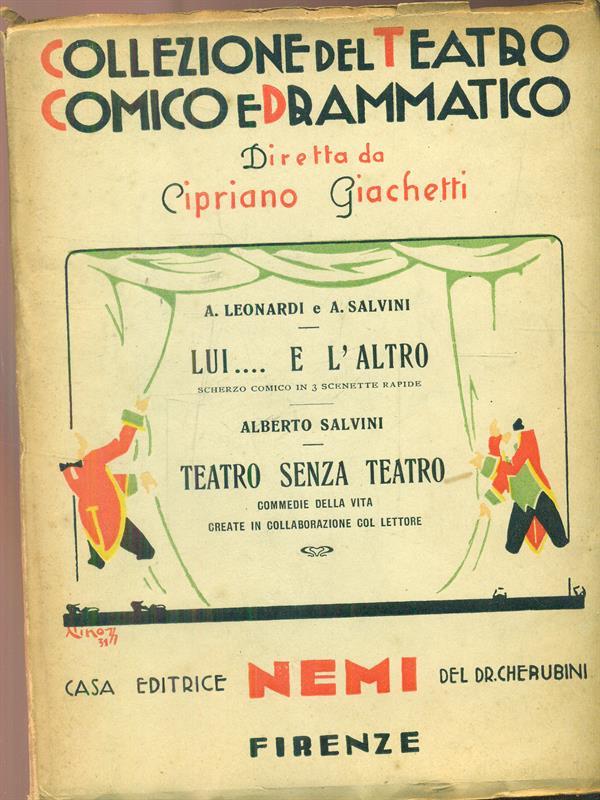 COLLEZIONE DEL TEATRO
COMICO E DRAMMATICO
Diretta da
Cipriano Giachetti
A. LEONARDI e A. SALVINI
LUI.... E L'ALTRO
SCHERZO COMICO IN 3 SCENETTE RAPIDE
ALBERTO SALVINI
TEATRO SENZA TEATRO
COMMEDIE DELLA VITA
CREATE IN COLLABORAZIONE COL LETTORE
CASA EDITRICE NEMI DEL DR. CHERUBINI
FIRENZE